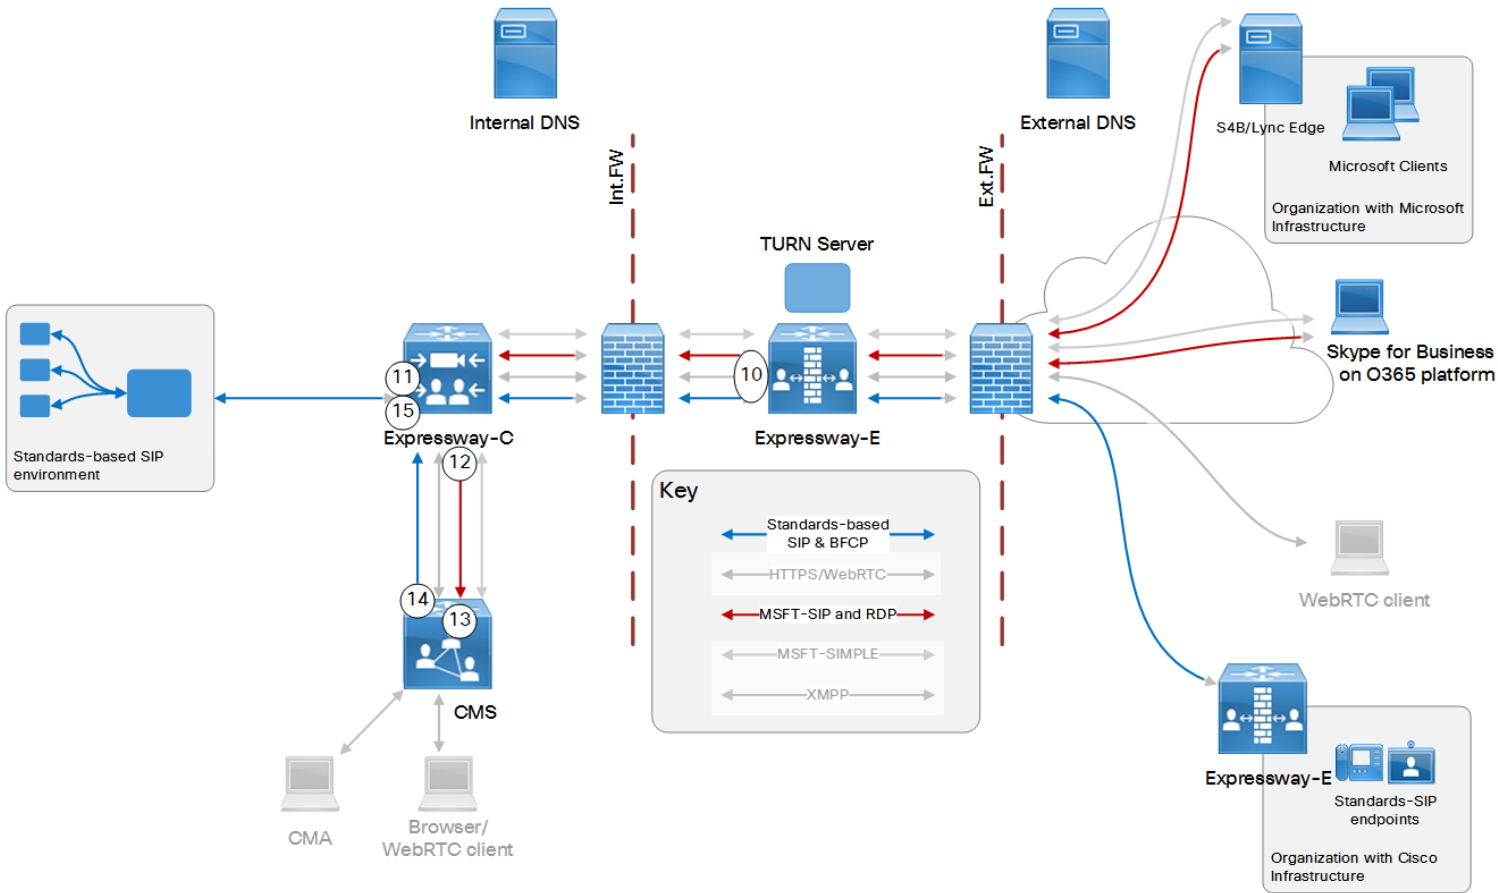 Internal DNS
External DNS
S4B/Lync Edge
Microsoft Clients
Organization with Microsoft
Infrastructure
Int.FW
Ext.FW
TURN Server
Skype for Business
on O365 platform
10
11
15
Expressway-C
Expressway-E
Standards-based SIP
environment
12
Key
Standards-based
SIP & BFCP
HTTPS/WebRTC
MSFT-SIP and RDP
MSFT-SIMPLE
XMPP
14
13
CMS
WebRTC client
CMA
Browser/
WebRTC client
Expressway-E
Standards-SIP
endpoints
Organization with Cisco
Infrastructure